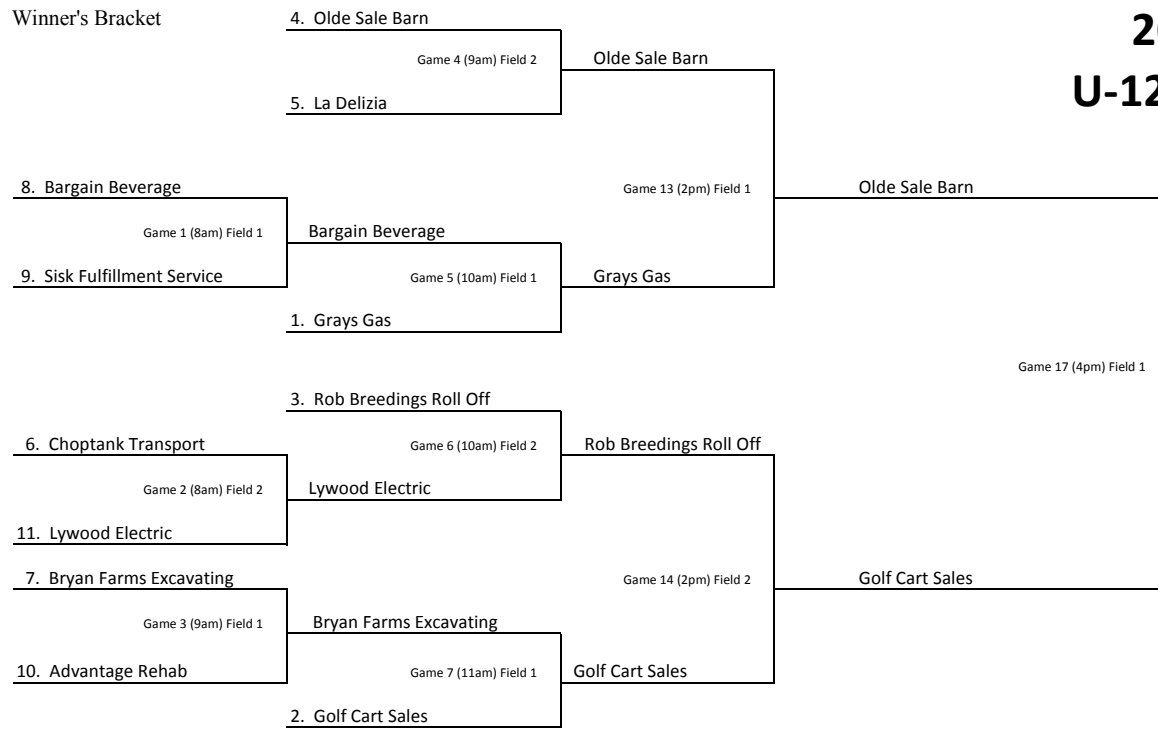 Winner's Bracket
4. Olde Sale Barn
20
Game 4 (9am) Field 2
Olde Sale Barn
U-12
5. La Delizia
8. Bargain Beverage
Game 13 (2pm) Field 1
Olde Sale Barn
Game 1 (8am) Field 1
Bargain Beverage
9. Sisk Fulfillment Service
Game 5 (10am) Field 1
Grays Gas
1. Grays Gas
Game 17 (4pm) Field 1
3. Rob Breedings Roll Off
6. Choptank Transport
Game 6 (10am) Field 2
Rob Breedings Roll Off
Game 2 (8am) Field 2
Lywood Electric
11. Lywood Electric
7. Bryan Farms Excavating
Game 14 (2pm) Field 2
Golf Cart Sales
Game 3 (9am) Field 1
Bryan Farms Excavating
10. Advantage Rehab
Game 7 (11am) Field 1
Golf Cart Sales
2. Golf Cart Sales